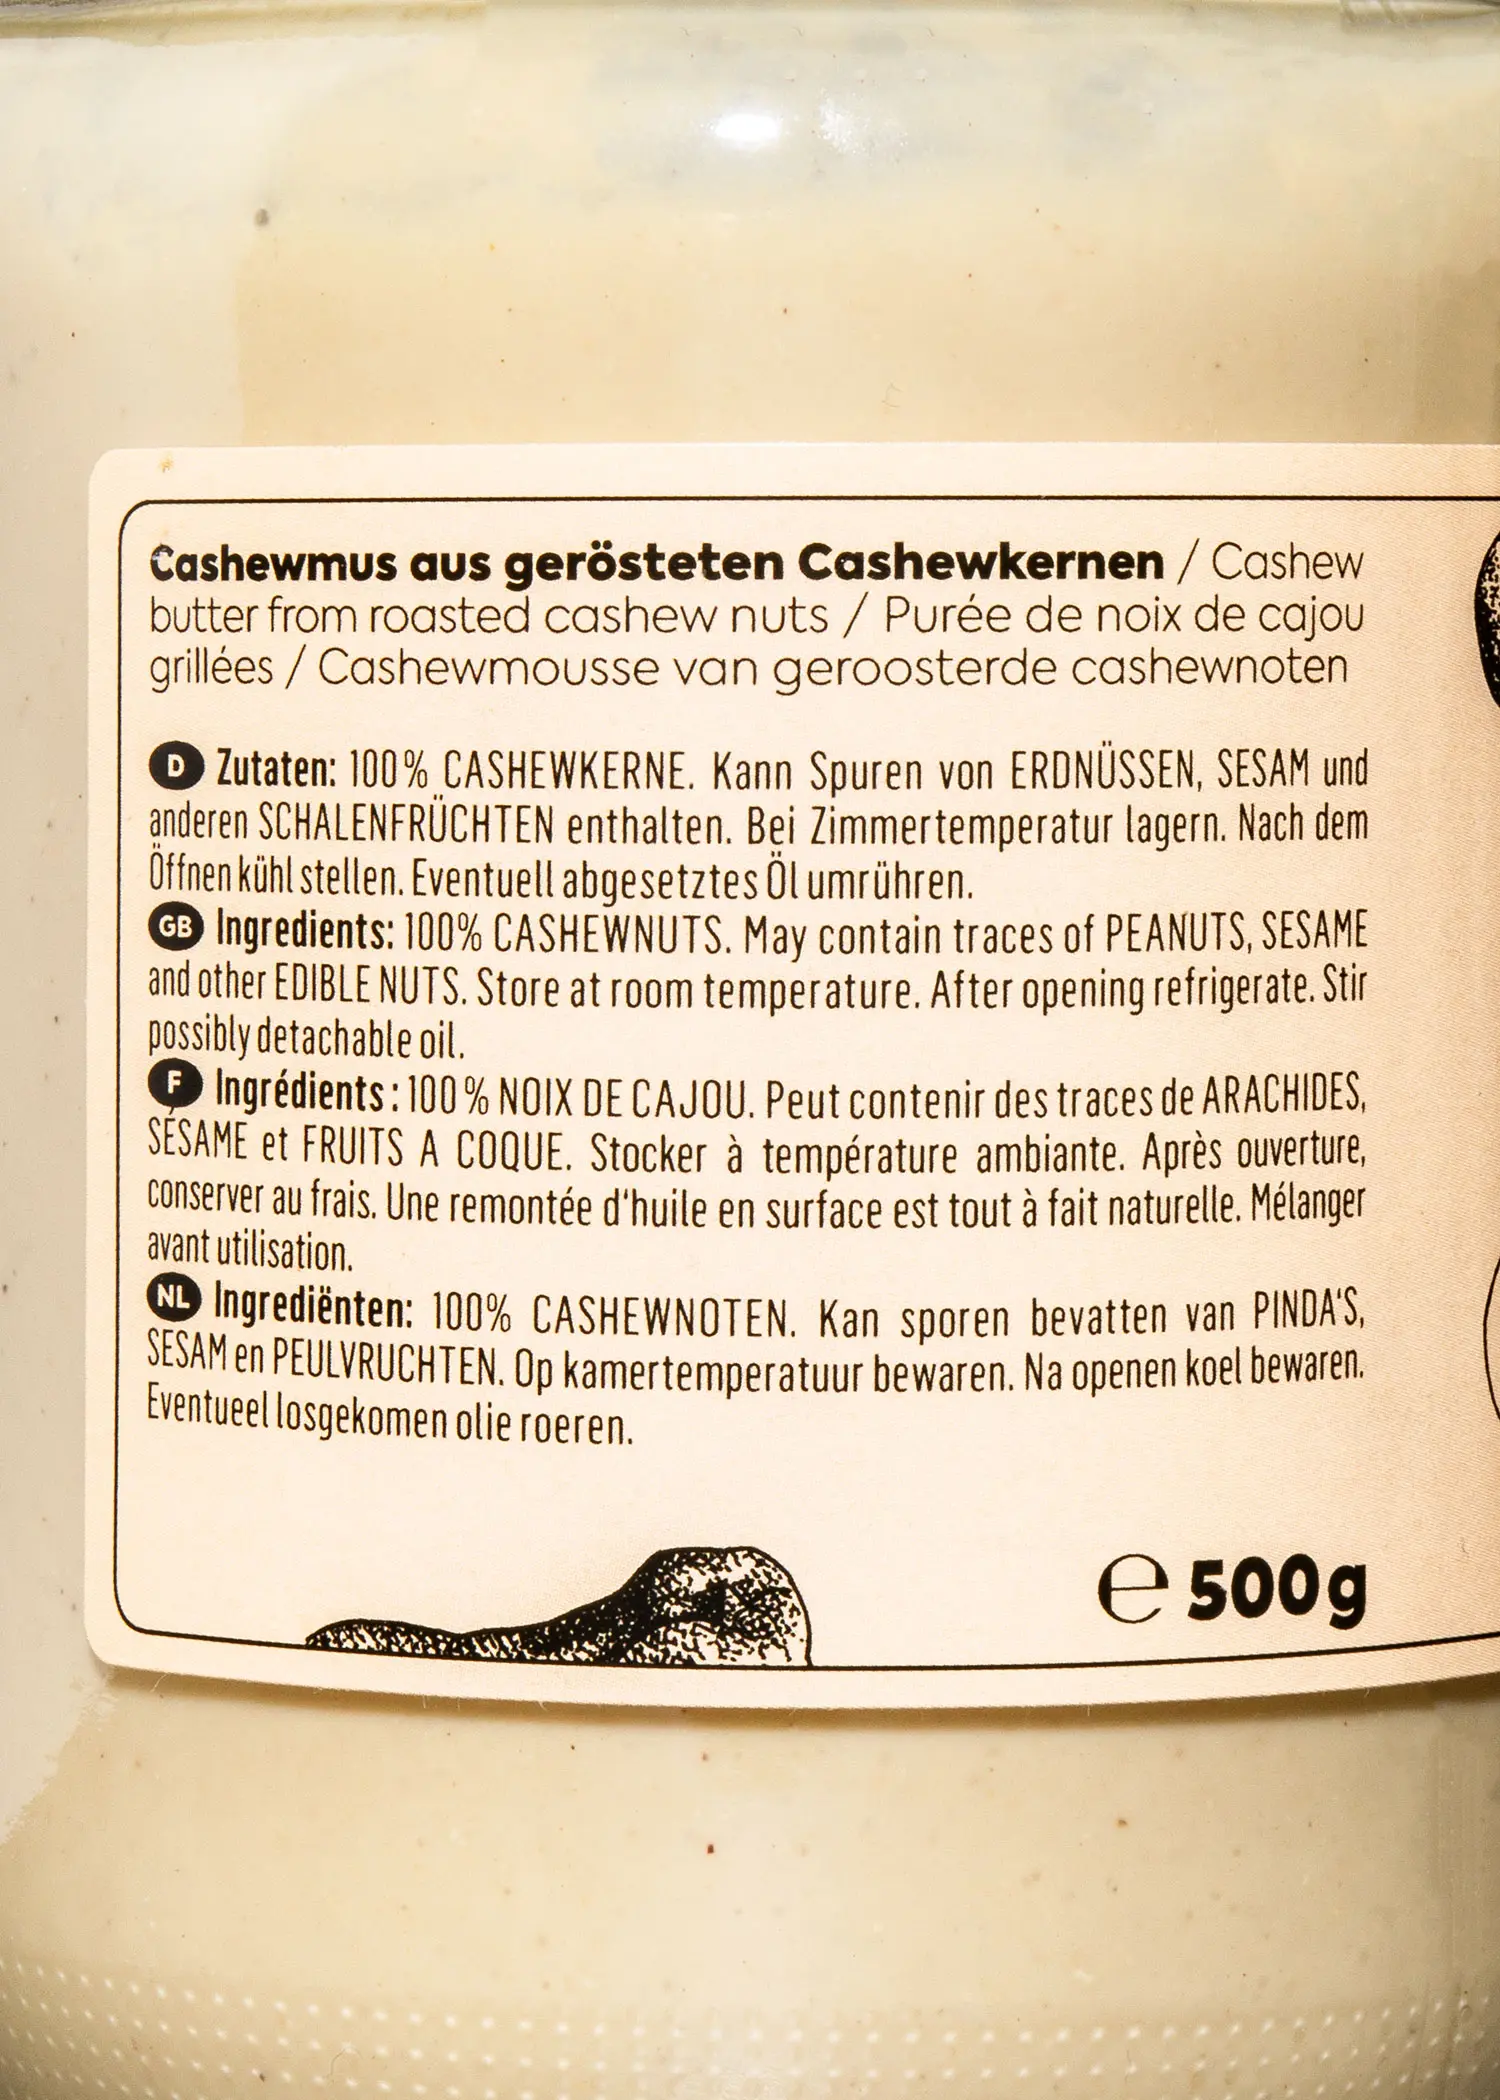 Cashewmus aus gerösteten Cashewkernen / Cashew
butter from roasted cashew nuts / Purée de noix de cajou
grillées / Cashewmousse van geroosterde cashewnoten
D Zutaten: 100% CASHEWKERNE. Kann Spuren von ERDNÜSSEN, SESAM und
anderen SCHALENFRÜCHTEN enthalten. Bei Zimmertemperatur lagern. Nach dem
Öffnen kühl stellen. Eventuell abgesetztes Öl umrühren.
GB Ingredients: 100% CASHEWNUTS. May contain traces of PEANUTS, SESAME
and other EDIBLE NUTS. Store at room temperature. After opening refrigerate. Stir
possibly detachable oil.
F Ingrédients: 100% NOIX DE CAJOU. Peut contenir des traces de ARACHIDES,
SÉSAME et FRUITS A COQUE. Stocker à température ambiante. Après ouverture,
conserver au frais. Une remontée d'huile en surface est tout à fait naturelle. Mélanger
avant utilisation.
NL Ingrediënten: 100% CASHEWNOTEN. Kan sporen bevatten van PINDA'S,
SESAM en PEULVRUCHTEN. Op kamertemperatuur bewaren. Na openen koel bewaren.
Eventueel losgekomen olie roeren.
℮ 500g